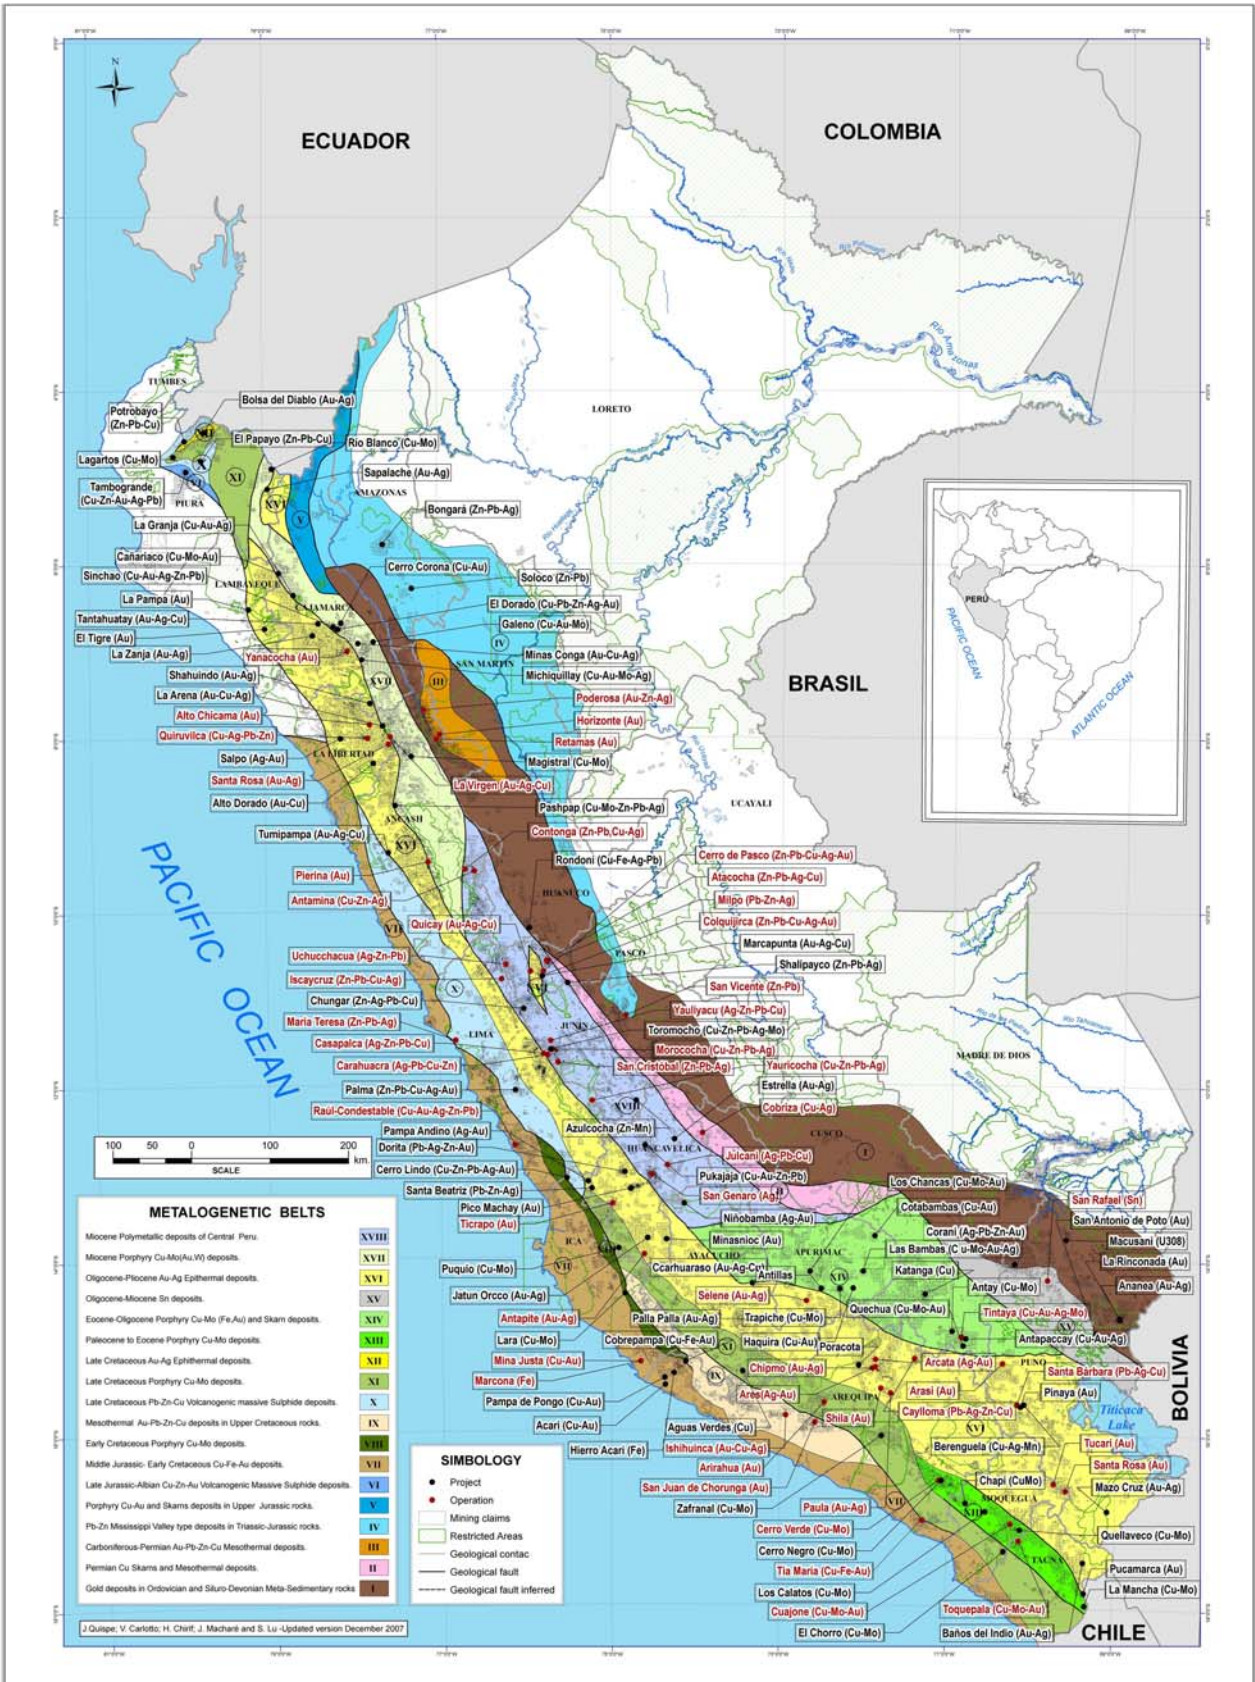 N
ECUADOR
COLOMBIA
Río Putumayo
Río Amazonas
TUMBES
LORETO
Bolsa del Diablo (Au-Ag)
Potrobayo
(Zn-Pb-Cu)
El Papayo (Zn-Pb-Cu)
Rio Blanco (Cu-Mo)
Lagartos (Cu-Mo)
Sapalache (Au-Ag)
XI
X
VI
XVI
V
Tambogrande
(Cu-Zn-Au-Ag-Pb)
PIURA
AMAZONAS
Bongará (Zn-Pb-Ag)
La Granja (Cu-Au-Ag)
Cañariaco (Cu-Mo-Au)
Cerro Corona (Cu-Au)
Sinchao (Cu-Au-Ag-Zn-Pb)
Soloco (Zn-Pb)
LAMBAYEQUE
La Pampa (Au)
CAJAMARCA
El Dorado (Cu-Pb-Zn-Ag-Au)
Tantahuatay (Au-Ag-Cu)
Galeno (Cu-Au-Mo)
El Tigre (Au)
IV
La Zanja (Au-Ag)
Yanacocha (Au)
SAN MARTIN
Minas Conga (Au-Cu-Ag)
Shahuindo (Au-Ag)
XVII
III
Michiquillay (Cu-Au-Mo-Ag)
La Arena (Au-Cu-Ag)
Poderosa (Au-Zn-Ag)
Alto Chicama (Au)
Horizonte (Au)
Quiruvilca (Cu-Ag-Pb-Zn)
Retamas (Au)
LA LIBERTAD
Salpo (Ag-Au)
Magistral (Cu-Mo)
Santa Rosa (Au-Ag)
La Virgen (Au-Ag-Cu)
Alto Dorado (Au-Cu)
Pashpap (Cu-Mo-Zn-Pb-Ag)
UCAYALI
ANCASH
Tumipampa (Au-Ag-Cu)
Contonga (Zn-Pb,Cu-Ag)
XVI
Rondoni (Cu-Fe-Ag-Pb)
Cerro de Pasco (Zn-Pb-Cu-Ag-Au)
Pierina (Au)
Atacocha (Zn-Pb-Ag-Cu)
Antamina (Cu-Zn-Ag)
HUANUCO
Milpo (Pb-Zn-Ag)
Quicay (Au-Ag-Cu)
Colquijirca (Zn-Pb-Cu-Ag-Au)
VII
Marcapunta (Au-Ag-Cu)
Uchucchacua (Ag-Zn-Pb)
PASCO
Shalipayco (Zn-Pb-Ag)
Iscaycruz (Zn-Pb-Cu-Ag)
X
XVI
San Vicente (Zn-Pb)
Chungar (Zn-Ag-Pb-Cu)
Yauliyacu (Ag-Zn-Pb-Cu)
Maria Teresa (Zn-Pb-Ag)
LIMA
JUNIN
Toromocho (Cu-Zn-Pb-Ag-Mo)
Casapalca (Ag-Zn-Pb-Cu)
Morococha (Cu-Zn-Pb-Ag)
Carahuacra (Ag-Pb-Cu-Zn)
San Cristóbal (Zn-Pb-Ag)
Yauricocha (Cu-Zn-Pb-Ag)
MADRE DE DIOS
Palma (Zn-Pb-Cu-Ag-Au)
Estrella (Au-Ag)
XVIII
Raúl-Condestable (Cu-Au-Ag-Zn-Pb)
Cobriza (Cu-Ag)
Pampa Andino (Ag-Au)
Azulcocha (Zn-Mn)
CUSCO
Dorita (Pb-Ag-Zn-Au)
HUANCAVELICA
Julcani (Ag-Pb-Cu)
I
Cerro Lindo (Cu-Zn-Pb-Ag-Au)
Pukajaja (Cu-Au-Zn-Pb)
Los Chancas (Cu-Mo-Au)
Santa Beatriz (Pb-Zn-Ag)
San Genaro (Ag)
II
San Rafael (Sn)
Pico Machay (Au)
Cotabambas (Cu-Au)
Ticrapo (Au)
Niñobamba (Ag-Au)
San Antonio de Poto (Au)
Corani (Ag-Pb-Zn-Au)
Minasnioc (Au)
Macusani (U308)
ICA
AYACUCHO
APURIMAC
Las Bambas (Cu-Mo-Au-Ag)
VII
Puquio (Cu-Mo)
Ccarhuaraso (Au-Ag-Cu)
Antillas
XIV
Katanga (Cu)
La Rinconada (Au)
Jatun Orcco (Au-Ag)
Selene (Au-Ag)
Antay (Cu-Mo)
Ananea (Au-Ag)
Quechua (Cu-Mo-Au)
Tintaya (Cu-Au-Ag-Mo)
Antapite (Au-Ag)
Palla Palla (Au-Ag)
Trapiche (Cu-Mo)
XV
Lara (Cu-Mo)
Cobrepampa (Cu-Fe-Au)
Haquira (Cu-Au)
Antapaccay (Cu-Au-Ag)
XI
Poracota
Mina Justa (Cu-Au)
Chipmo (Au-Ag)
Arcata (Ag-Au)
PUNO
Marcona (Fe)
IX
Santa Bárbara (Pb-Ag-Cu)
Ares(Ag-Au)
AREQUIPA
Arasi (Au)
Pampa de Pongo (Cu-Au)
Pinaya (Au)
Acari (Cu-Au)
Shila (Au)
Caylloma (Pb-Ag-Zn-Cu)
Titicaca
Lake
Aguas Verdes (Cu)
XVI
Hierro Acari (Fe)
Ishihuinca (Au-Cu-Ag)
Berenguela (Cu-Ag-Mn)
Tucari (Au)
Arirahua (Au)
Santa Rosa (Au)
San Juan de Chorunga (Au)
Chapi (CuMo)
Mazo Cruz (Au-Ag)
Zafranal (Cu-Mo)
VII
MOQUEGUA
Paula (Au-Ag)
XIII
Cerro Verde (Cu-Mo)
Quellaveco (Cu-Mo)
Cerro Negro (Cu-Mo)
TACNA
Tia Maria (Cu-Fe-Au)
Pucamarca (Au)
Los Calatos (Cu-Mo)
La Mancha (Cu-Mo)
Cuajone (Cu-Mo-Au)
Toquepala (Cu-Mo-Au)
El Chorro (Cu-Mo)
Baños del Indio (Au-Ag)
BRASIL
BOLIVIA
CHILE
PACIFIC OCEAN
PERÚ
PACIFIC OCEAN
ATLANTIC OCEAN
100 50 0 100 200
km.
SCALE
METALOGENETIC BELTS
Miocene Polymetallic deposits of Central Peru. XVIII
Miocene Porphyry Cu-Mo(Au,W) deposits. XVII
Oligocene-Pliocene Au-Ag Epithermal deposits. XVI
Oligocene-Miocene Sn deposits. XV
Eocene-Oligocene Porphyry Cu-Mo (Fe,Au) and Skarn deposits. XIV
Paleocene to Eocene Porphyry Cu-Mo deposits. XIII
Late Cretaceous Au-Ag Ephithermal deposits. XII
Late Cretaceous Porphyry Cu-Mo deposits. XI
Late Cretaceous Pb-Zn-Cu Volcanogenic massive Sulphide deposits. X
Mesothermal Au-Pb-Zn-Cu deposits in Upper Cretaceous rocks. IX
Early Cretaceous Porphyry Cu-Mo deposits. VIII
Middle Jurassic- Early Cretaceous Cu-Fe-Au deposits. VII
Late Jurassic-Albian Cu-Zn-Au Volcanogenic Massive Sulphide deposits. VI
Porphyry Cu-Au and Skarns deposits in Upper Jurassic rocks. V
Pb-Zn Mississippi Valley type deposits in Triassic-Jurassic rocks. IV
Carboniferous-Permian Au-Pb-Zn-Cu Mesothermal deposits. III
Permian Cu Skarns and Mesothermal deposits. II
Gold deposits in Ordovician and Siluro-Devonian Meta-Sedimentary rocks I
SIMBOLOGY
Project
Operation
Mining claims
Restricted Areas
Geological contac
Geological fault
Geological fault inferred
J.Quispe; V. Carlotto; H. Chirif; J. Macharé and S. Lu -Updated version December 2007